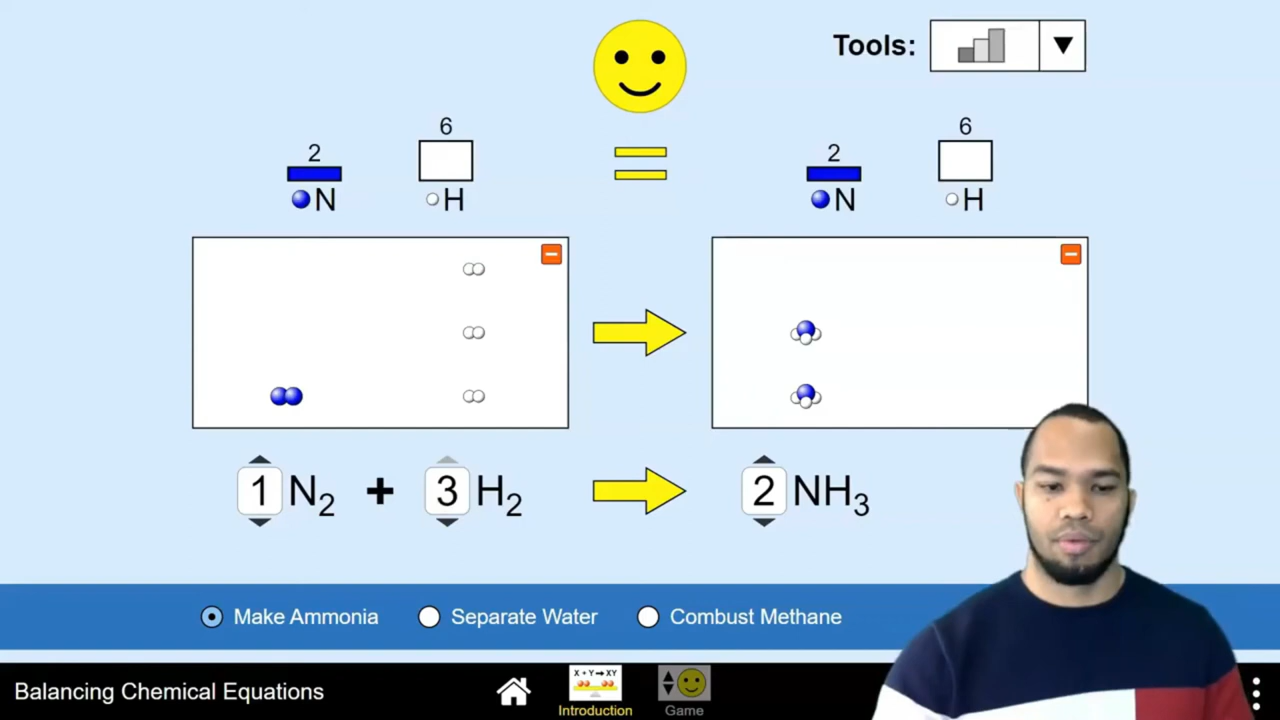 Tools:
2 6 2 6
N H N H
1 N₂ + 3 H₂ 2 NH₃
Make Ammonia Separate Water Combust Methane
X + Y → XY
Balancing Chemical Equations Introduction Game